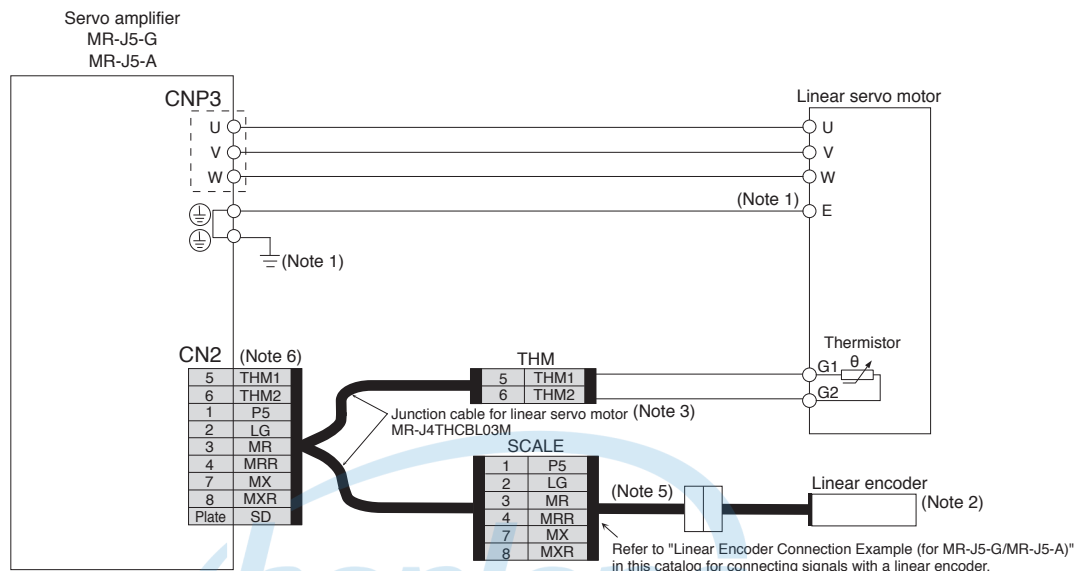 Servo amplifier
MR-J5-G
MR-J5-A
CNP3
Linear servo motor
U
U
V
V
W
W
(Note 1)
E
(Note 1)
CN2 (Note 6)
5 THM1
6 THM2
1 P5
2 LG
3 MR
4 MRR
7 MX
8 MXR
Plate SD
THM
5 THM1
6 THM2
Thermistor
G1 θ
G2
Junction cable for linear servo motor (Note 3)
MR-J4THCBL03M
SCALE
1 P5
2 LG
3 MR
4 MRR
7 MX
8 MXR
(Note 5)
Linear encoder
(Note 2)
Refer to "Linear Encoder Connection Example (for MR-J5-G/MR-J5-A)"
in this catalog for connecting signals with a linear encoder.